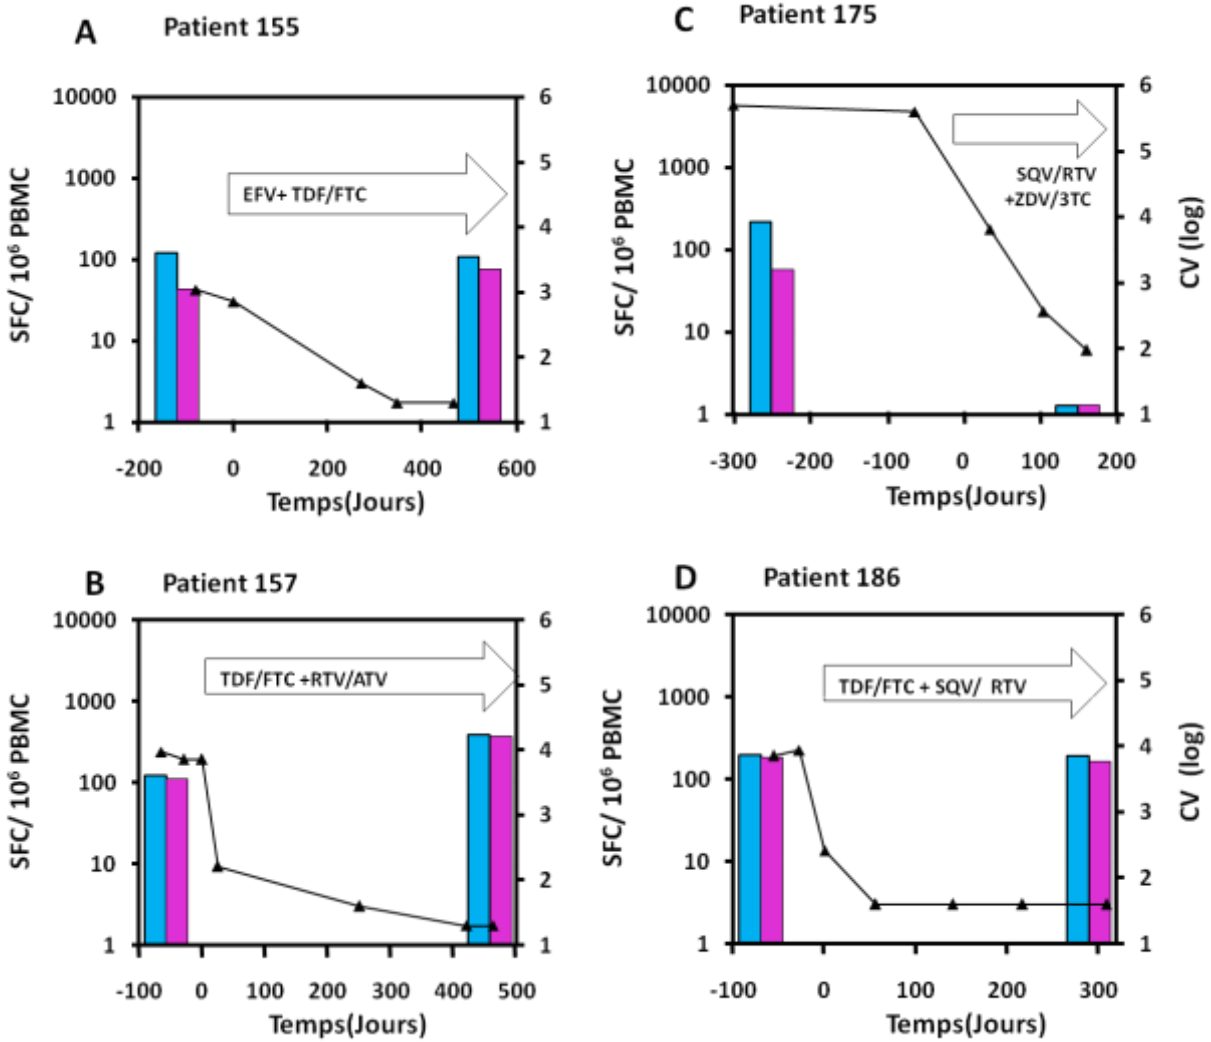 A Patient 155
10000
1000
100
10
1
SFC/ 10⁶ PBMC
6
5
4
3
2
1
EFV+ TDF/FTC
-200 0 200 400 600
Temps(Jours)
C Patient 175
10000
1000
100
10
1
SFC/ 10⁶ PBMC
6
5
4
3
2
1
CV (log)
SQV/RTV
+ZDV/3TC
-300 -200 -100 0 100 200
Temps(Jours)
B Patient 157
10000
1000
100
10
1
SFC/ 10⁶ PBMC
6
5
4
3
2
1
TDF/FTC +RTV/ATV
-100 0 100 200 300 400 500
Temps(Jours)
D Patient 186
10000
1000
100
10
1
SFC/ 10⁶ PBMC
6
5
4
3
2
1
CV (log)
TDF/FTC + SQV/ RTV
-100 0 100 200 300
Temps(Jours)